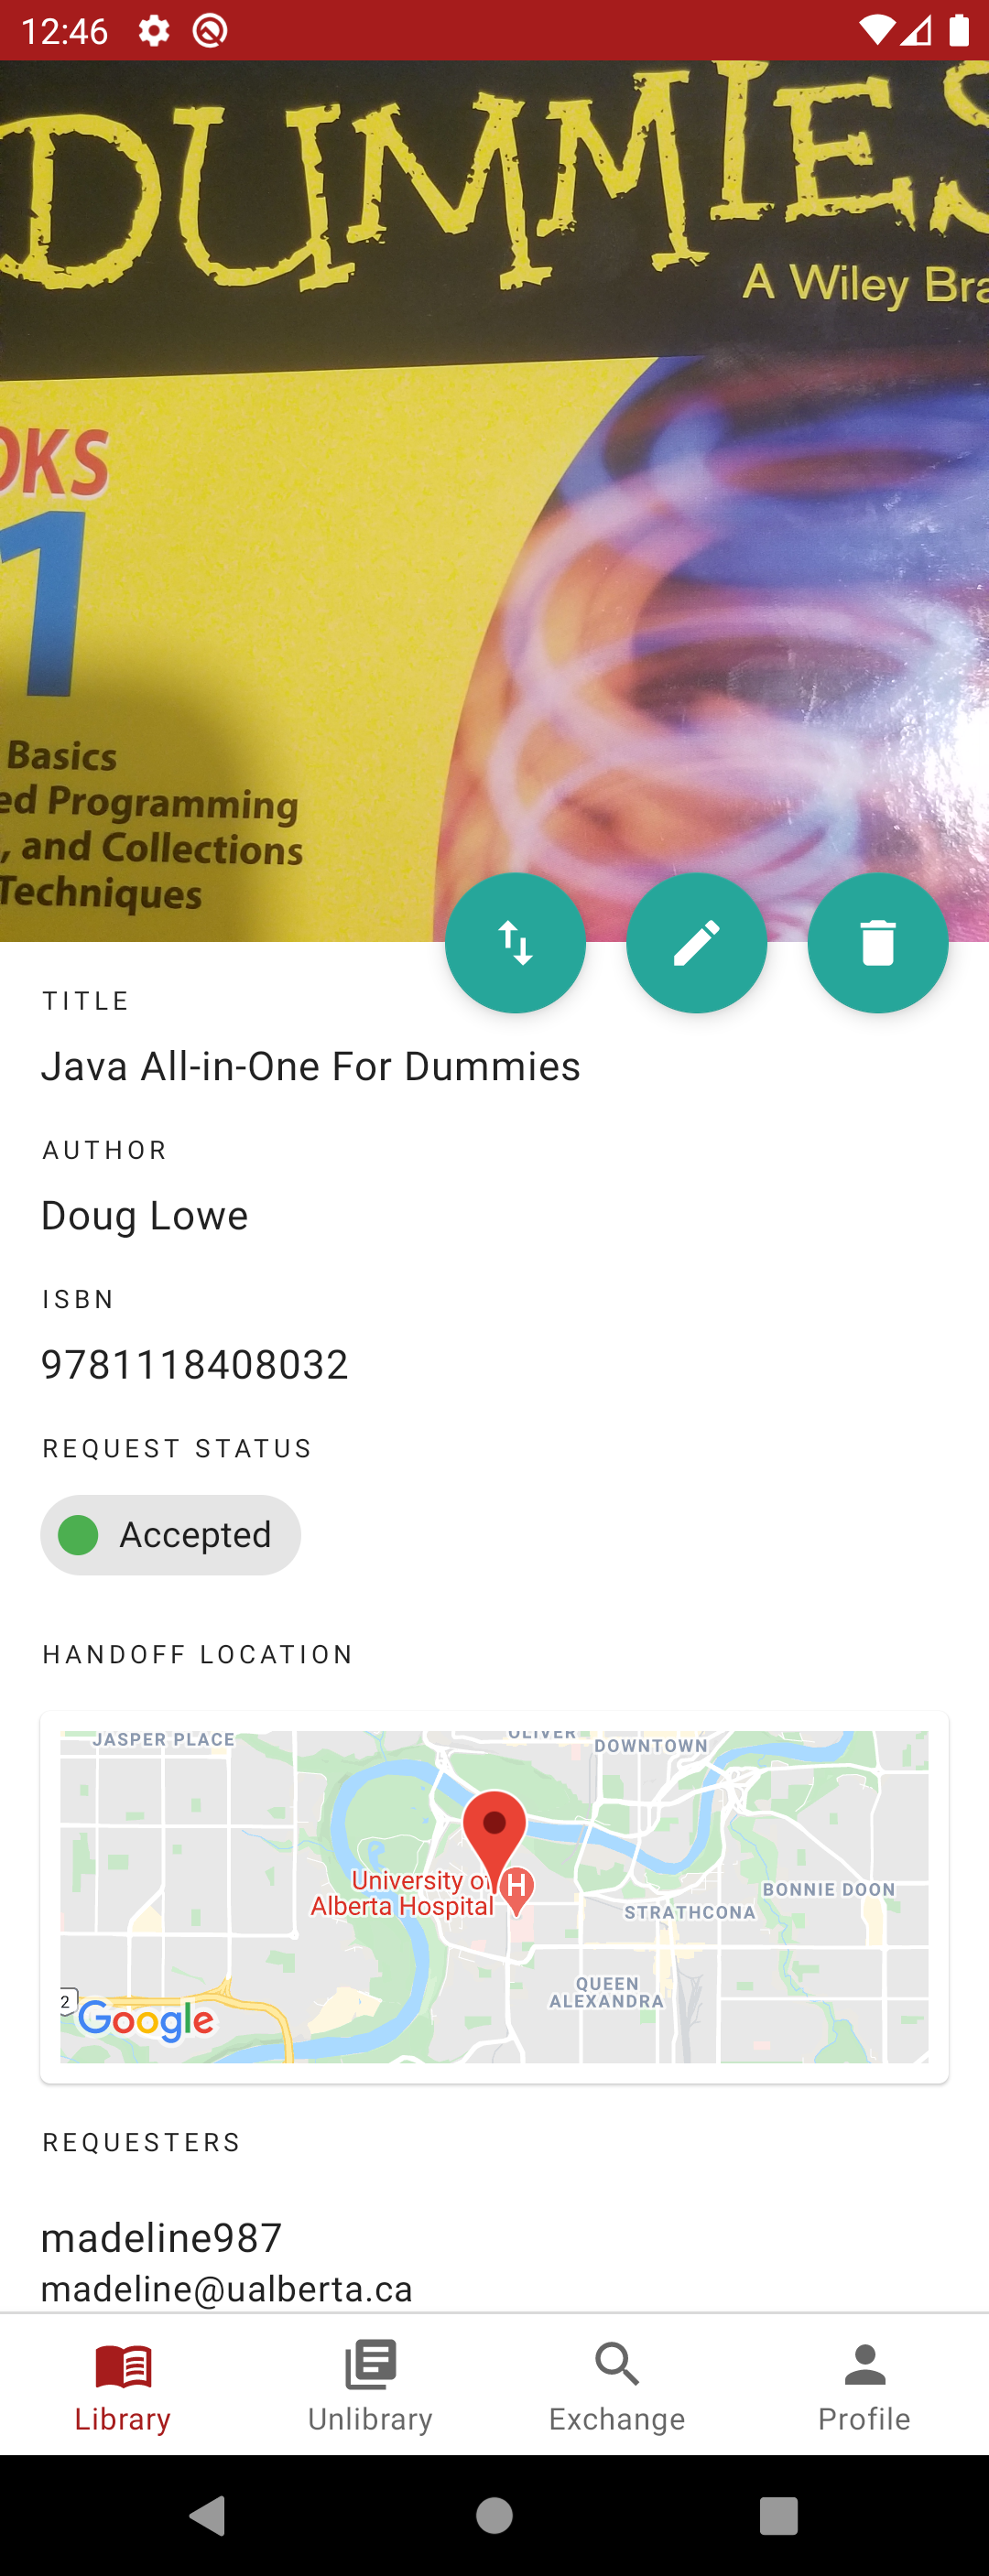 12:46
DUMMIES
A Wiley Bra
OKS
1
Basics
ed Programming
, and Collections
Techniques
TITLE
Java All-in-One For Dummies
AUTHOR
Doug Lowe
ISBN
9781118408032
REQUEST STATUS
Accepted
HANDOFF LOCATION
JASPER PLACE
OLIVER
DOWNTOWN
University of
Alberta Hospital
H
BONNIE DOON
STRATHCONA
QUEEN
ALEXANDRA
2
Google
REQUESTERS
madeline987
madeline@ualberta.ca
Library
Unlibrary
Exchange
Profile